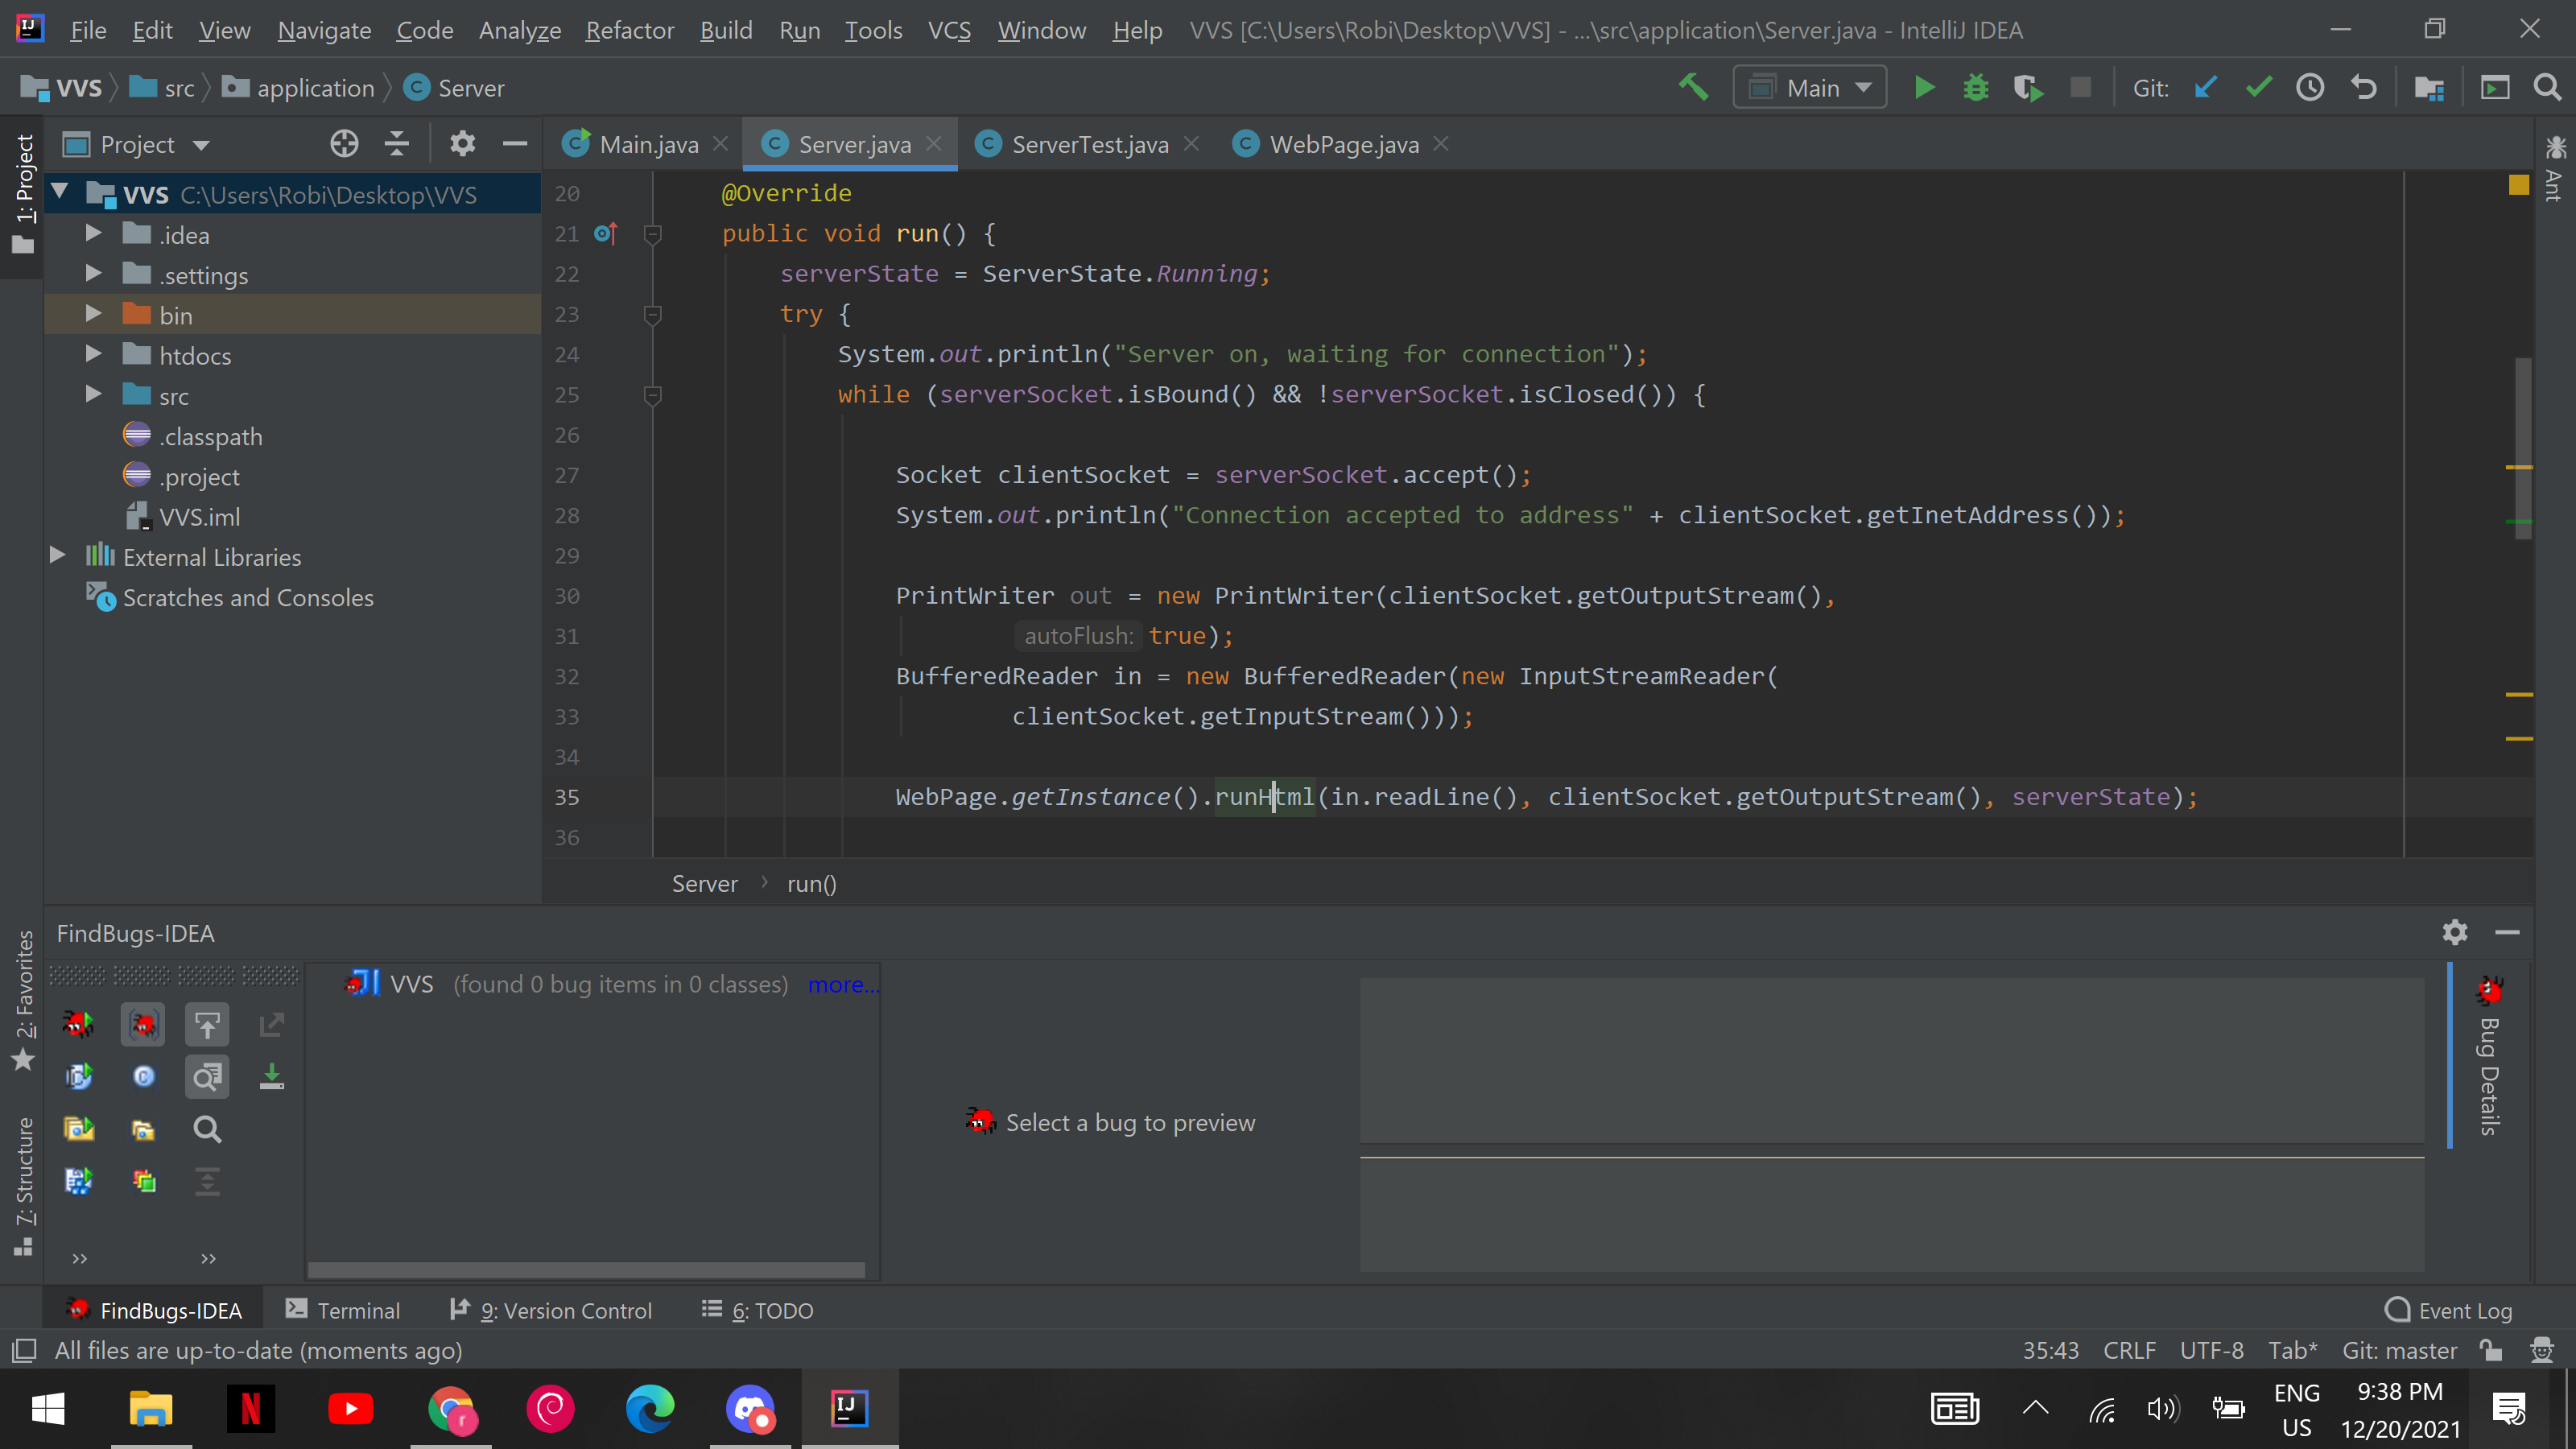 File Edit View Navigate Code Analyze Refactor Build Run Tools VCS Window Help VVS [C:\Users\Robi\Desktop\VVS] - ...\src\application\Server.java - IntelliJ IDEA
VVS src application Server Main Git:
1: Project
Project
Main.java Server.java ServerTest.java WebPage.java
Ant
VVS C:\Users\Robi\Desktop\VVS
.idea
.settings
bin
htdocs
src
.classpath
.project
VVS.iml
External Libraries
Scratches and Consoles
20 @Override
21 public void run() {
22 serverState = ServerState.Running;
23 try {
24 System.out.println("Server on, waiting for connection");
25 while (serverSocket.isBound() && !serverSocket.isClosed()) {
26
27 Socket clientSocket = serverSocket.accept();
28 System.out.println("Connection accepted to address" + clientSocket.getInetAddress());
29
30 PrintWriter out = new PrintWriter(clientSocket.getOutputStream(),
31 autoFlush: true);
32 BufferedReader in = new BufferedReader(new InputStreamReader(
33 clientSocket.getInputStream()));
34
35 WebPage.getInstance().runHtml(in.readLine(), clientSocket.getOutputStream(), serverState);
36
Server › run()
2: Favorites
7: Structure
FindBugs-IDEA
VVS (found 0 bug items in 0 classes) more...
Select a bug to preview
Bug Details
FindBugs-IDEA Terminal 9: Version Control 6: TODO Event Log
All files are up-to-date (moments ago) 35:43 CRLF UTF-8 Tab* Git: master
ENG
US
9:38 PM
12/20/2021